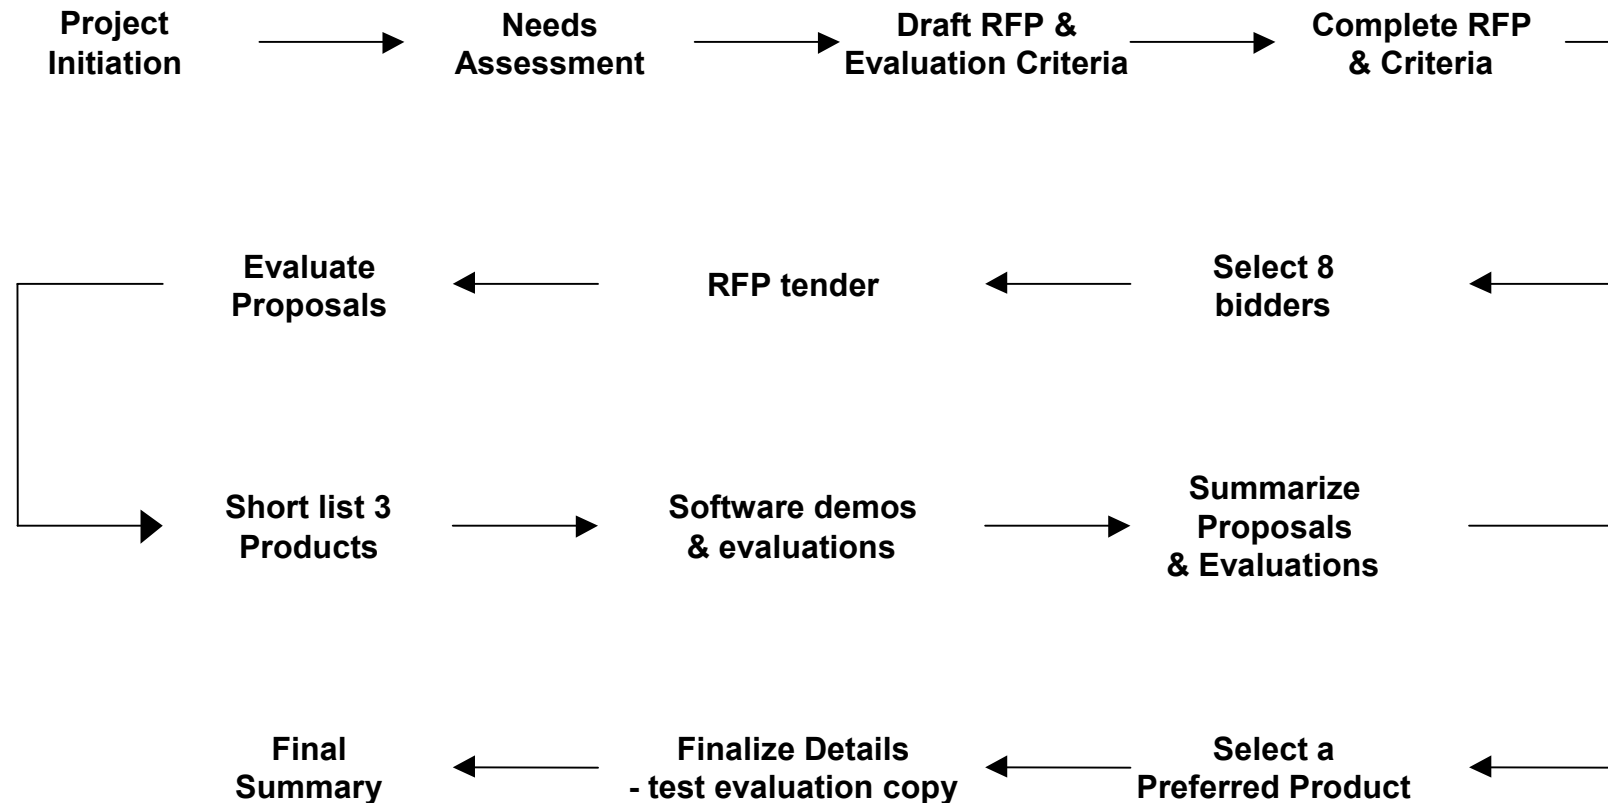 Project
Initiation
Needs
Assessment
Draft RFP &
Evaluation Criteria
Complete RFP
& Criteria
Select 8
bidders
RFP tender
Evaluate
Proposals
Short list 3
Products
Software demos
& evaluations
Summarize
Proposals
& Evaluations
Select a
Preferred Product
Finalize Details
- test evaluation copy
Final
Summary